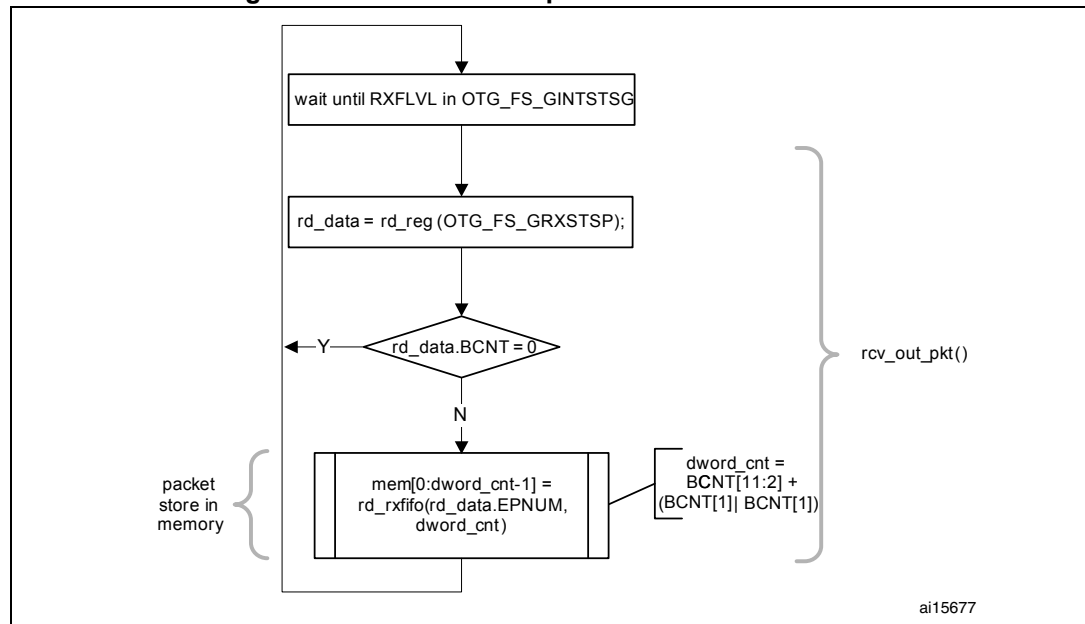 wait until RXFLVL in OTG_FS_GINTSTSG
rd_data = rd_reg (OTG_FS_GRXSTSP);
rd_data.BCNT = 0
Y
rcv_out_pkt()
N
packet
store in
memory
mem[0:dword_cnt-1] =
rd_rxfifo(rd_data.EPNUM,
dword_cnt)
dword_cnt =
BCNT[11:2] +
(BCNT[1] | BCNT[1])
ai15677